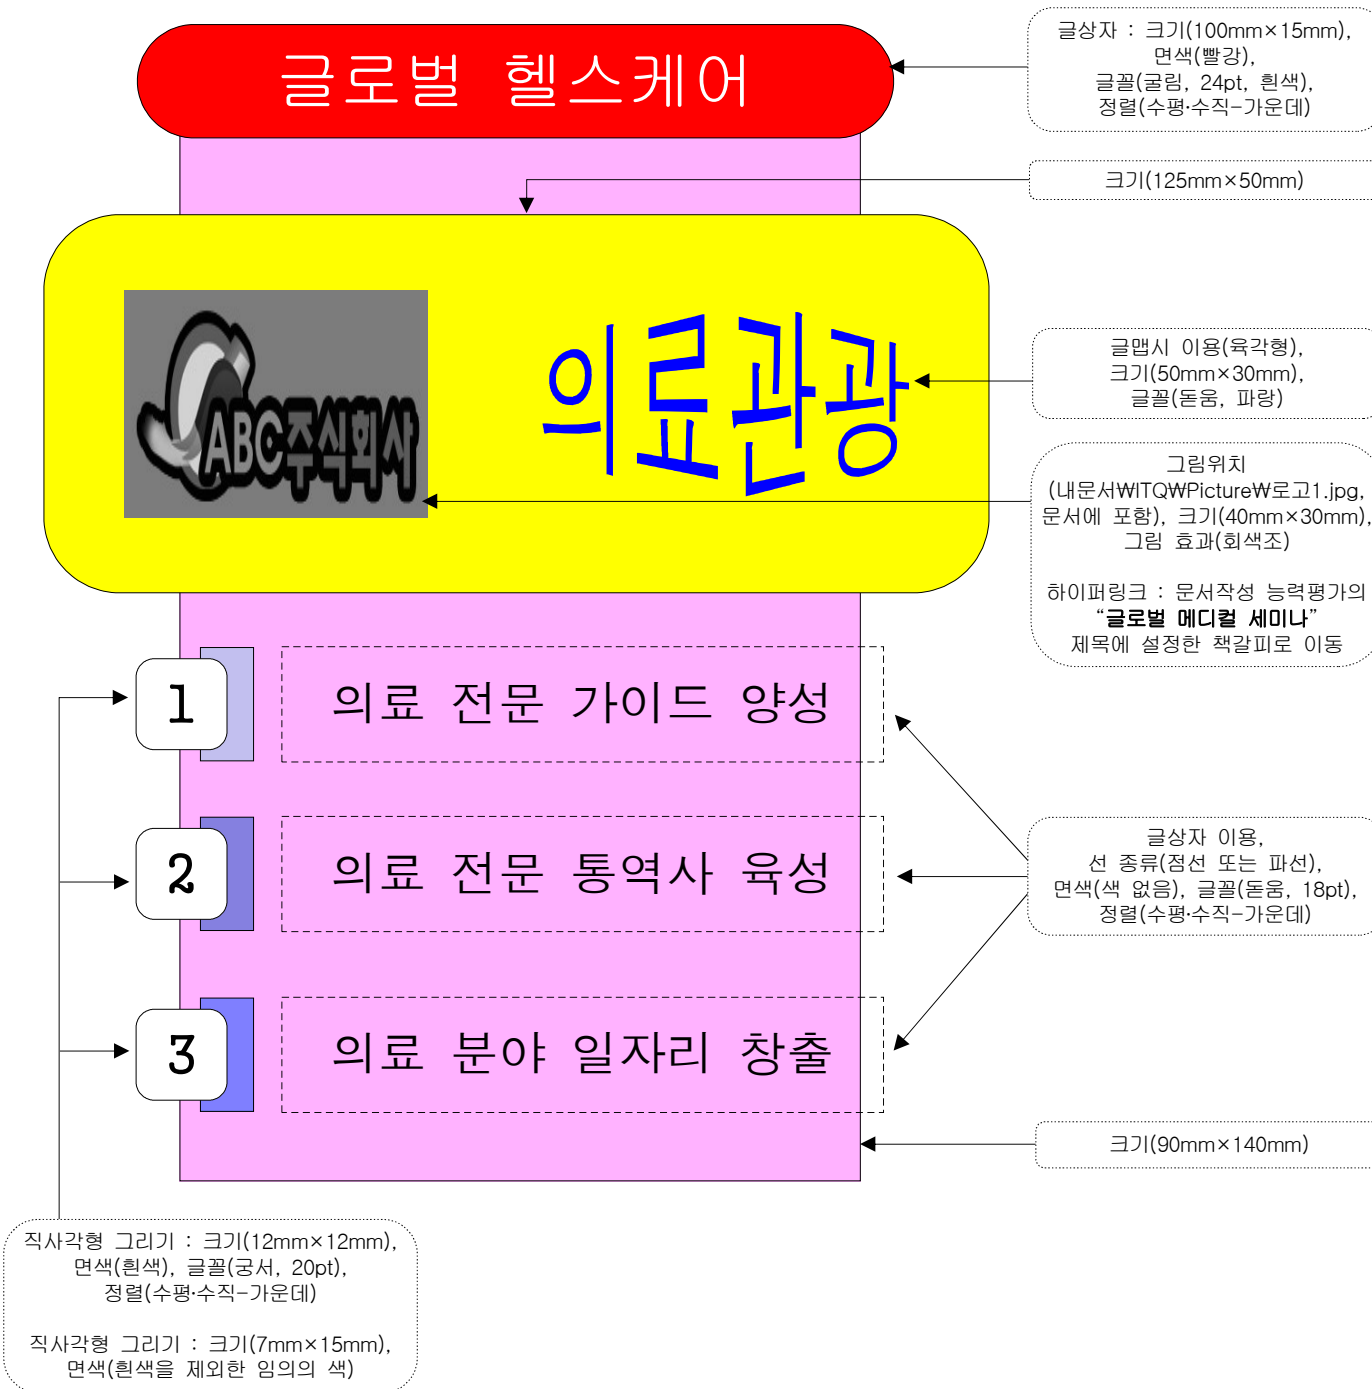 글로벌 헬스케어
글상자 : 크기(100mm×15mm),
면색(빨강),
글꼴(굴림, 24pt, 흰색),
정렬(수평·수직-가운데)
크기(125mm×50mm)
ABC주식회사
의료관광
글맵시 이용(육각형),
크기(50mm×30mm),
글꼴(돋움, 파랑)
그림위치
(내문서₩ITQ₩Picture₩로고1.jpg,
문서에 포함), 크기(40mm×30mm),
그림 효과(회색조)
하이퍼링크 : 문서작성 능력평가의
“글로벌 메디컬 세미나”
제목에 설정한 책갈피로 이동
1
의료 전문 가이드 양성
2
의료 전문 통역사 육성
3
의료 분야 일자리 창출
글상자 이용,
선 종류(점선 또는 파선),
면색(색 없음), 글꼴(돋움, 18pt),
정렬(수평·수직-가운데)
크기(90mm×140mm)
직사각형 그리기 : 크기(12mm×12mm),
면색(흰색), 글꼴(궁서, 20pt),
정렬(수평·수직-가운데)
직사각형 그리기 : 크기(7mm×15mm),
면색(흰색을 제외한 임의의 색)